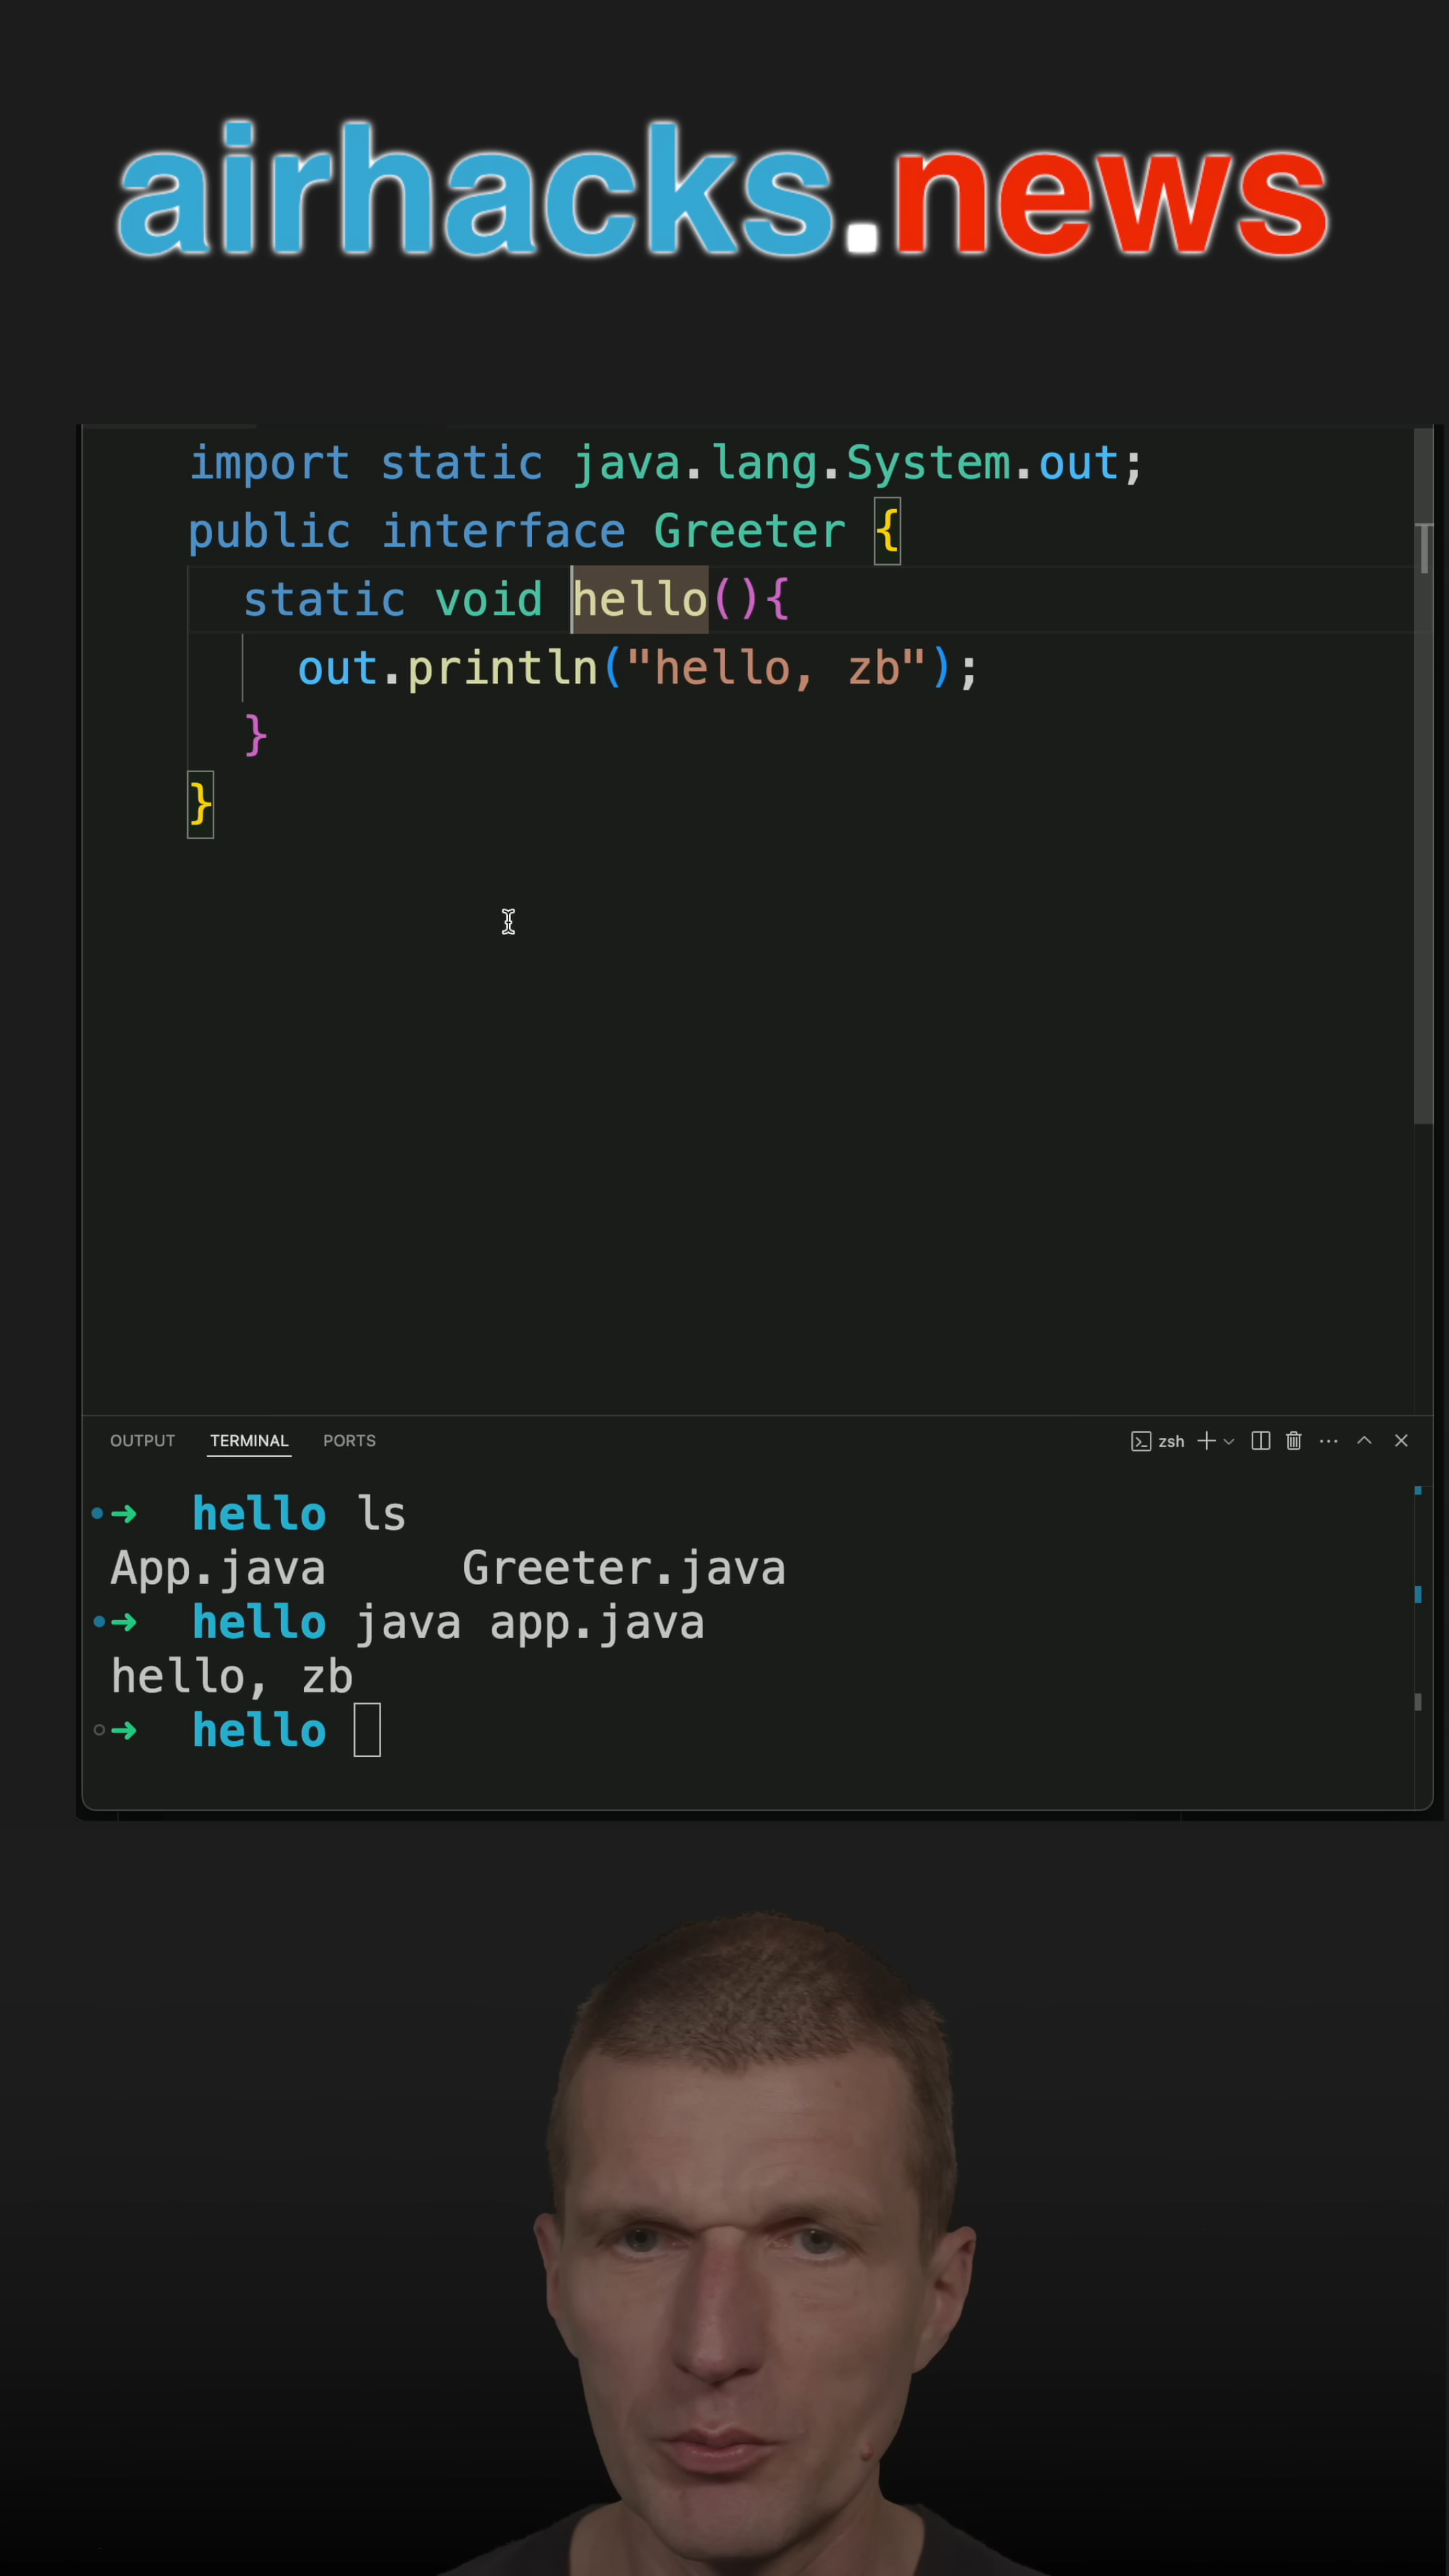 airhacks.news
import static java.lang.System.out;
public interface Greeter {
static void hello(){
out.println("hello, zb");
}
}
OUTPUT TERMINAL PORTS zsh
hello ls
App.java Greeter.java
hello java app.java
hello, zb
hello